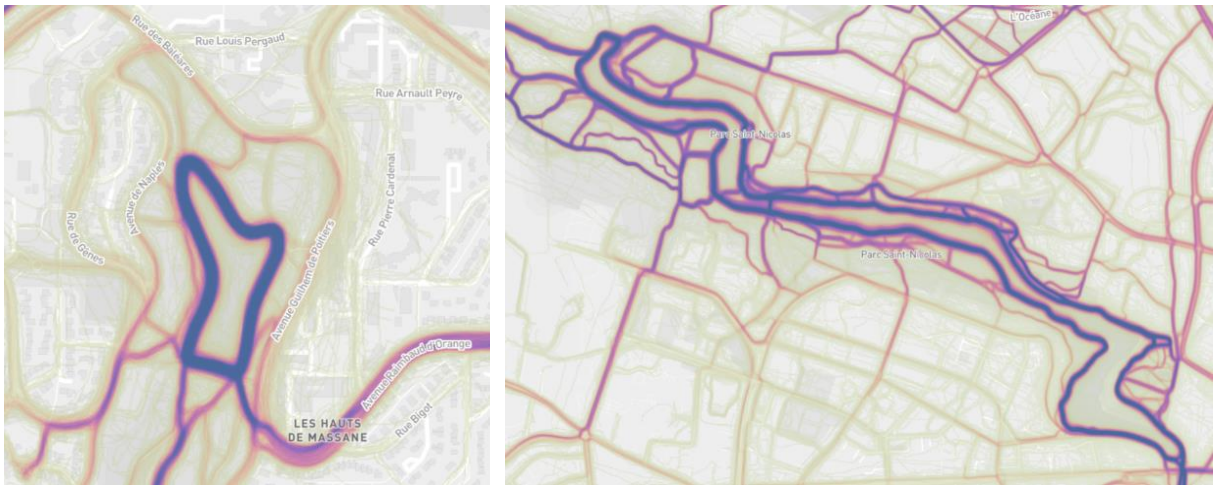 Rue des Baléares
Rue Louis Pergaud
Rue Arnault Peyre
Avenue de Naples
Rue Pierre Cardenal
Rue de Gênes
Avenue Guilhem de Poitiers
Avenue Raimbaud d'Orange
LES HAUTS
DE MASSANE
Rue Bigot
L'Océane
Parc Saint-Nicolas
Parc Saint-Nicolas